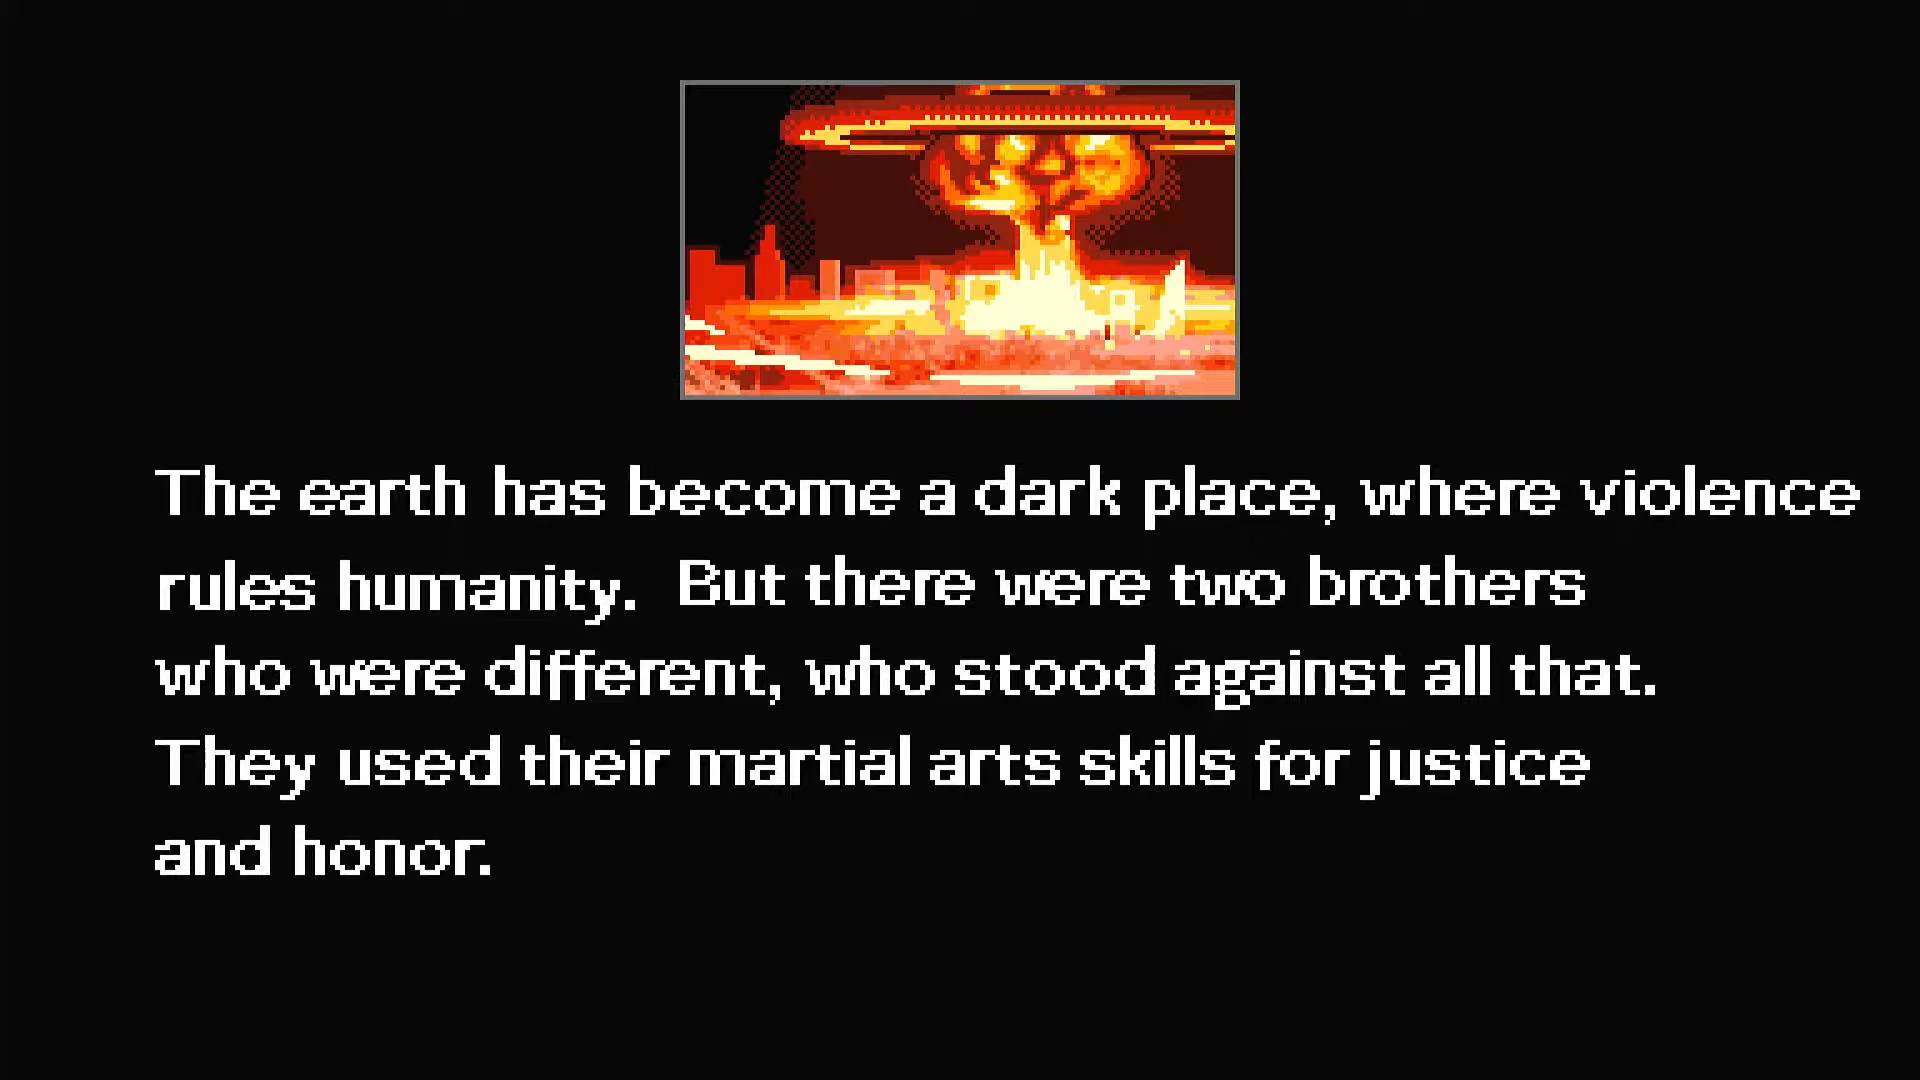 The earth has become a dark place, where violence
rules humanity. But there were two brothers
who were different, who stood against all that.
They used their martial arts skills for justice
and honor.